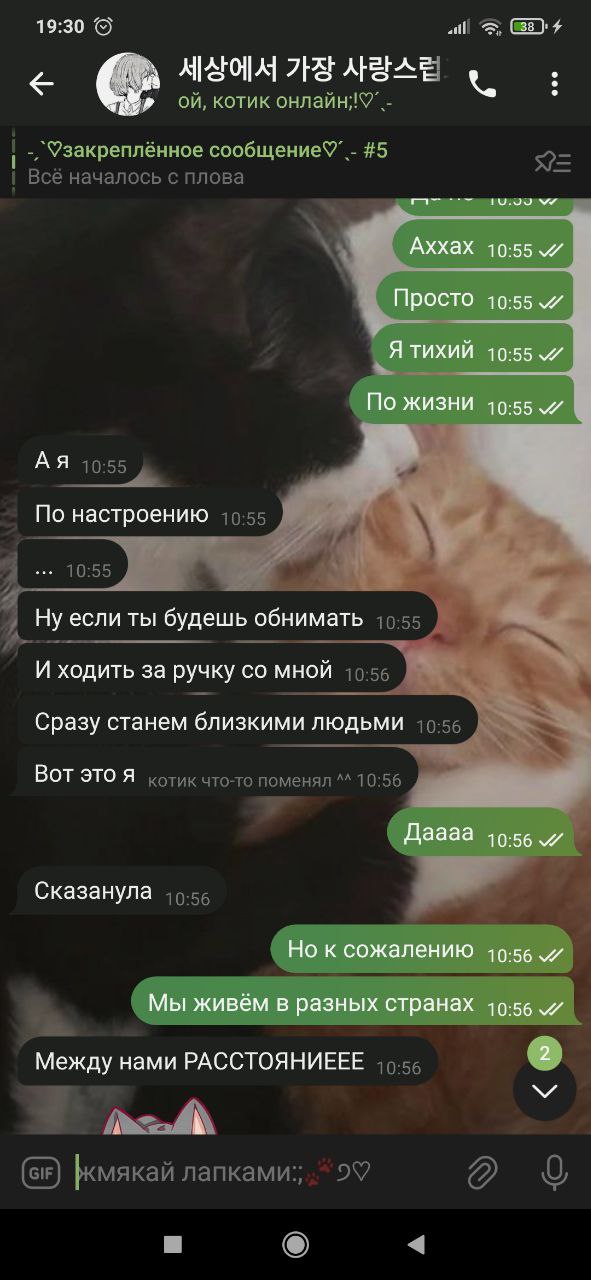 19:30
38
세상에서 가장 사랑스럽
ой, котик онлайн;!♡´ˎ-
-ˏ`♡закреплённое сообщение♡´ˎ- #5
Всё началось с плова
10:55
Аххах 10:55
Просто 10:55
Я тихий 10:55
По жизни 10:55
А я 10:55
По настроению 10:55
... 10:55
Ну если ты будешь обнимать 10:55
И ходить за ручку со мной 10:56
Сразу станем близкими людьми 10:56
Вот это я котик что-то поменял ^^ 10:56
Даааа 10:56
Сказанула 10:56
Но к сожалению 10:56
Мы живём в разных странах 10:56
Между нами РАССТОЯНИЕЕЕ 10:56
2
GIF жмякай лапками:;🐾੭♡